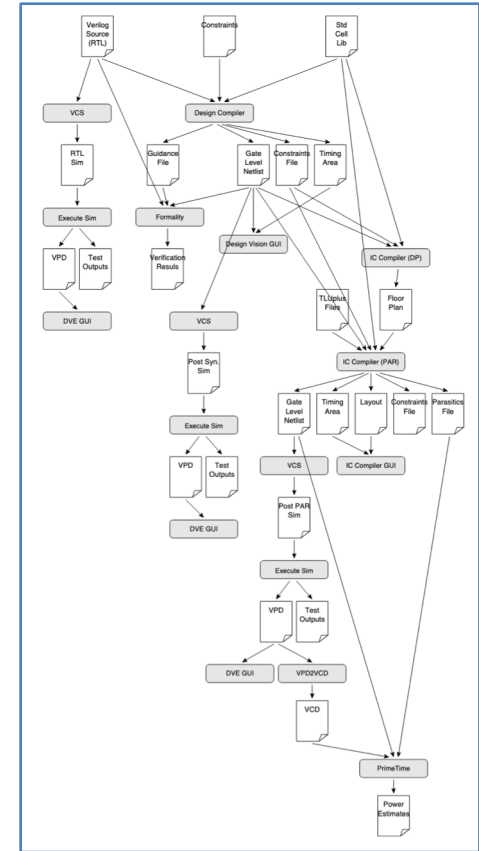 Verilog
Source
(RTL)
Constraints
Std
Cell
Lib
VCS
Design Compiler
RTL
Sim
Guidance
File
Gate
Level
Netlist
Constraints
File
Timing
Area
Execute Sim
Formality
Design Vision GUI
IC Compiler (DP)
VPD
Test
Outputs
Verification
Resuls
TLUplus
Files
Floor
Plan
DVE GUI
VCS
IC Compiler (PAR)
Post Syn.
Sim
Gate
Level
Netlist
Timing
Area
Layout
Constraints
File
Parasitics
File
Execute Sim
VPD
Test
Outputs
VCS
IC Compiler GUI
DVE GUI
Post PAR
Sim
Execute Sim
VPD
Test
Outputs
DVE GUI
VPD2VCD
VCD
PrimeTime
Power
Estimates